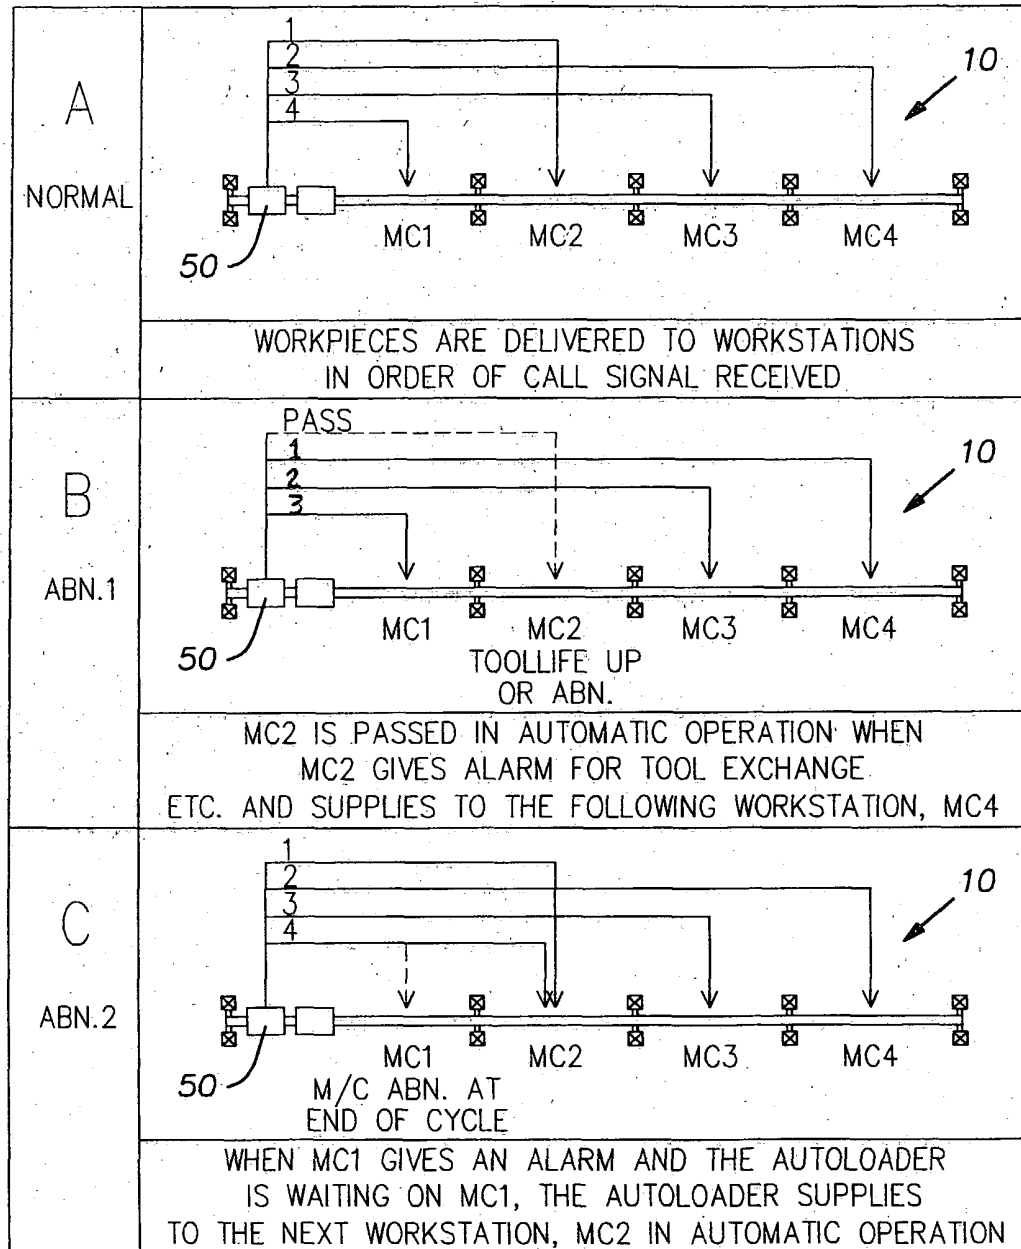 1
2
3
4
10
A
NORMAL
50
MC1 MC2 MC3 MC4
WORKPIECES ARE DELIVERED TO WORKSTATIONS
IN ORDER OF CALL SIGNAL RECEIVED
PASS
1
2
3
10
B
ABN.1
50
MC1 MC2 MC3 MC4
TOOLLIFE UP
OR ABN.
MC2 IS PASSED IN AUTOMATIC OPERATION WHEN
MC2 GIVES ALARM FOR TOOL EXCHANGE
ETC. AND SUPPLIES TO THE FOLLOWING WORKSTATION, MC4
1
2
3
4
10
C
ABN.2
50
MC1 MC2 MC3 MC4
M/C ABN. AT
END OF CYCLE
WHEN MC1 GIVES AN ALARM AND THE AUTOLOADER
IS WAITING ON MC1, THE AUTOLOADER SUPPLIES
TO THE NEXT WORKSTATION, MC2 IN AUTOMATIC OPERATION